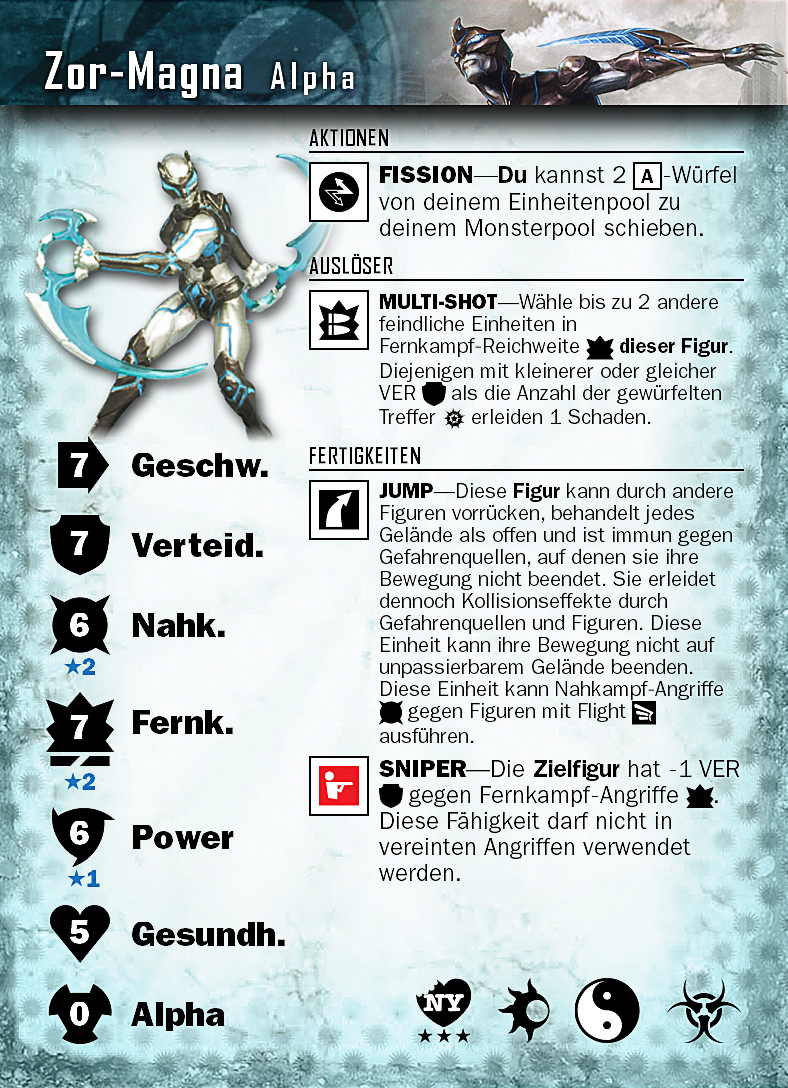 Zor-Magna Alpha
AKTIONEN
FISSION—Du kannst 2 A-Würfel
von deinem Einheitenpool zu
deinem Monsterpool schieben.
AUSLÖSER
MULTI-SHOT—Wähle bis zu 2 andere
feindliche Einheiten in
Fernkampf-Reichweite dieser Figur.
Diejenigen mit kleinerer oder gleicher
VER als die Anzahl der gewürfelten
Treffer erleiden 1 Schaden.
FERTIGKEITEN
JUMP—Diese Figur kann durch andere
Figuren vorrücken, behandelt jedes
Gelände als offen und ist immun gegen
Gefahrenquellen, auf denen sie ihre
Bewegung nicht beendet. Sie erleidet
dennoch Kollisionseffekte durch
Gefahrenquellen und Figuren. Diese
Einheit kann ihre Bewegung nicht auf
unpassierbarem Gelände beenden.
Diese Einheit kann Nahkampf-Angriffe
gegen Figuren mit Flight
ausführen.
SNIPER—Die Zielfigur hat -1 VER
gegen Fernkampf-Angriffe .
Diese Fähigkeit darf nicht in
vereinten Angriffen verwendet
werden.
7 Geschw.
7 Verteid.
6 Nahk.
★2
7 Fernk.
★2
6 Power
★1
5 Gesundh.
0 Alpha
NY
★★★